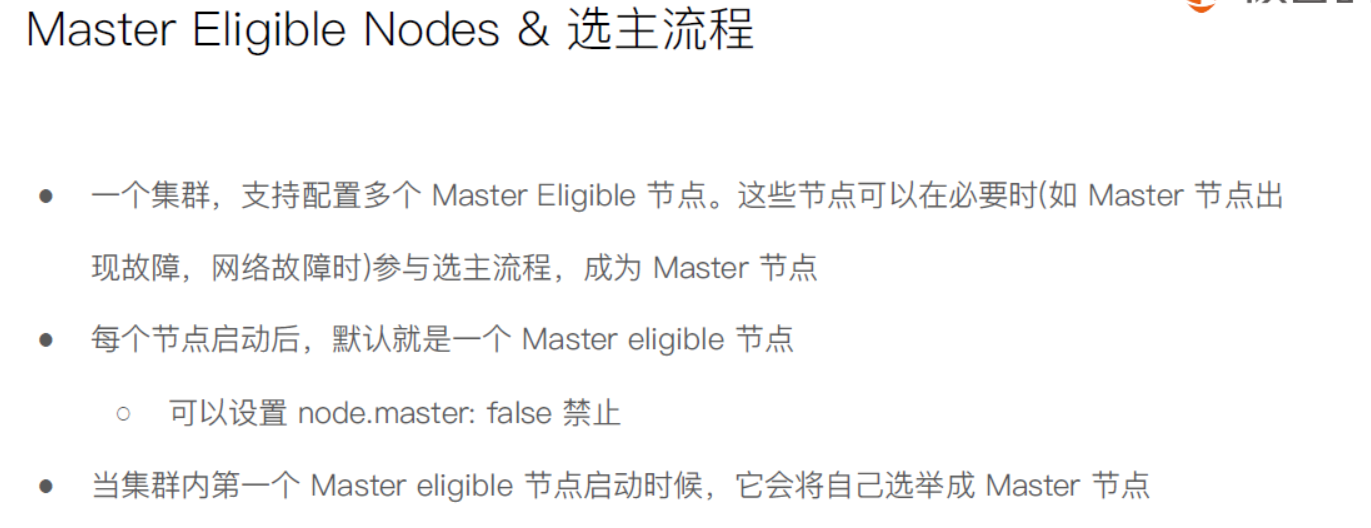 Master Eligible Nodes & 选主流程
● 一个集群，支持配置多个 Master Eligible 节点。这些节点可以在必要时(如 Master 节点出
现故障，网络故障时)参与选主流程，成为 Master 节点
● 每个节点启动后，默认就是一个 Master eligible 节点
○ 可以设置 node.master: false 禁止
● 当集群内第一个 Master eligible 节点启动时候，它会将自己选举成 Master 节点